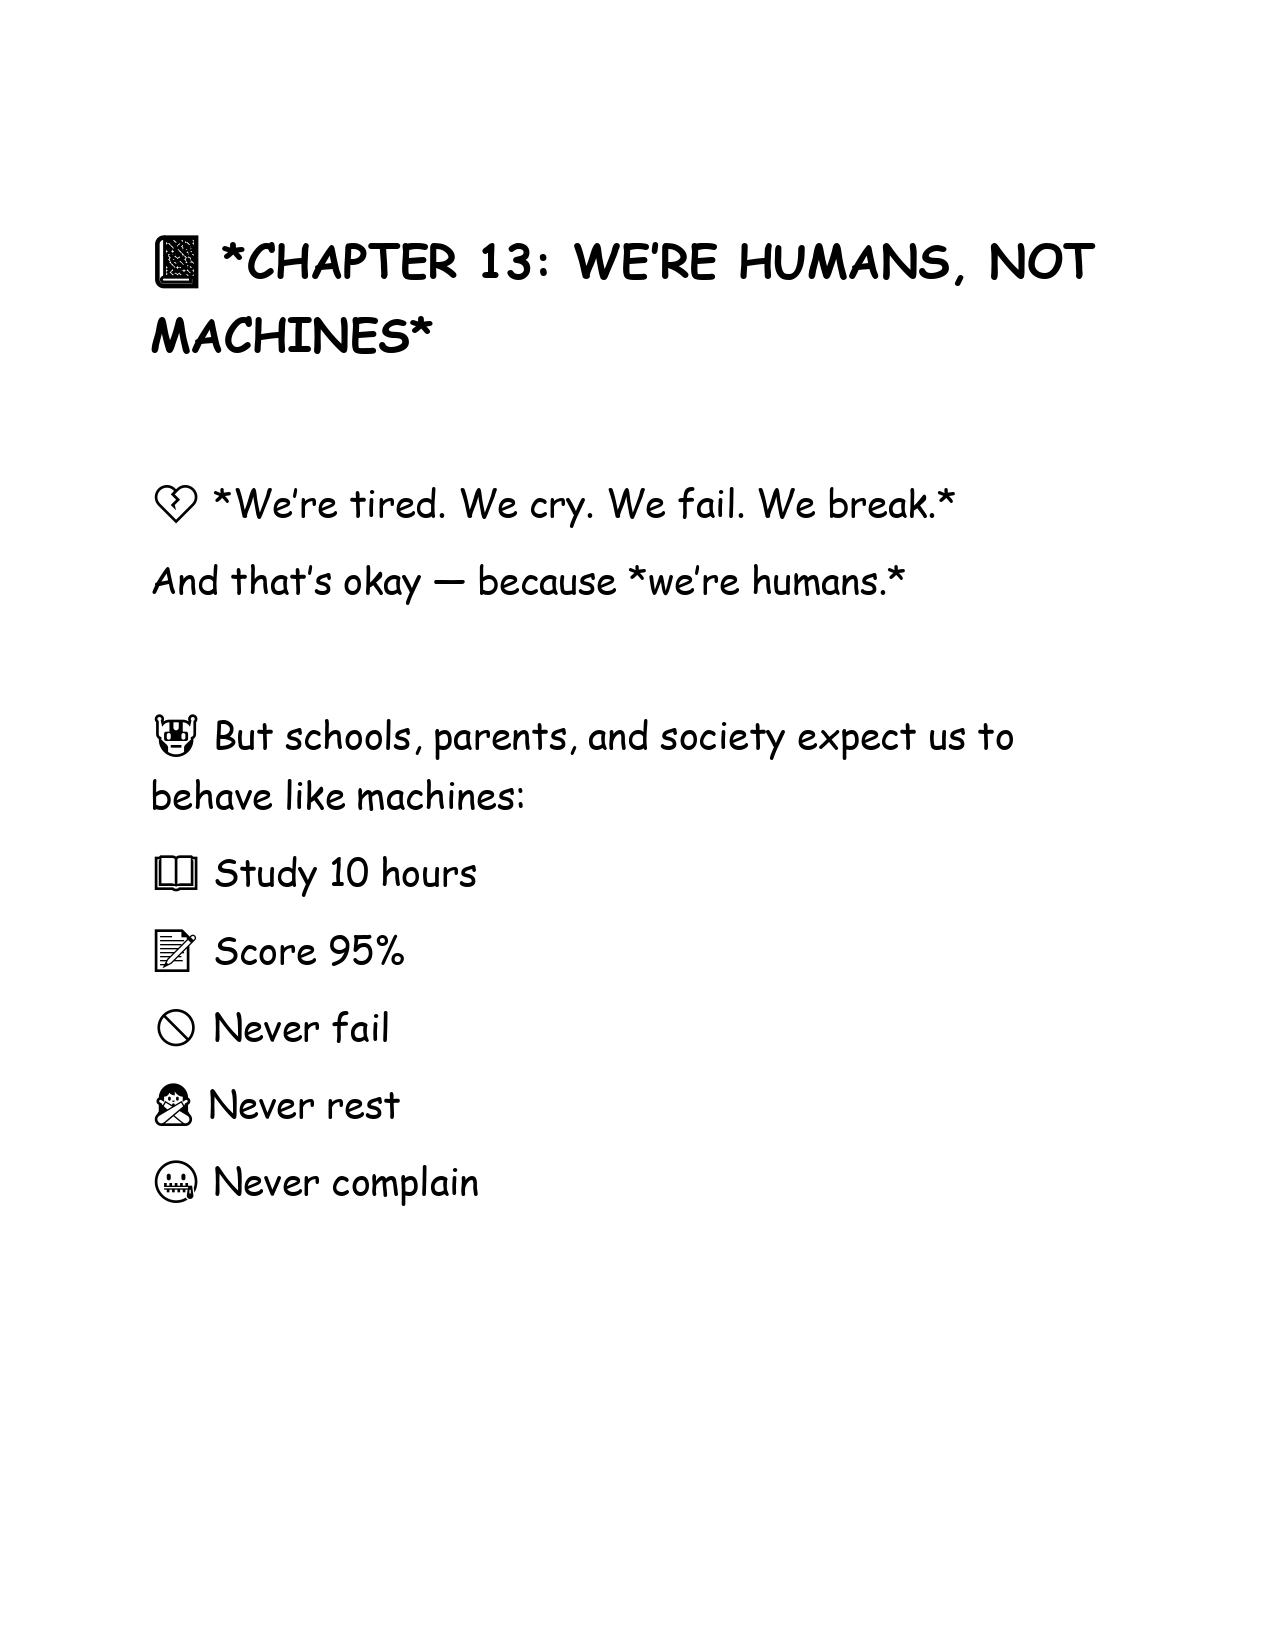 📓 *CHAPTER 13: WE’RE HUMANS, NOT
MACHINES*
💔 *We’re tired. We cry. We fail. We break.*
And that’s okay — because *we’re humans.*
🤖 But schools, parents, and society expect us to
behave like machines:
📖 Study 10 hours
📝 Score 95%
🚫 Never fail
🙅 Never rest
🤐 Never complain